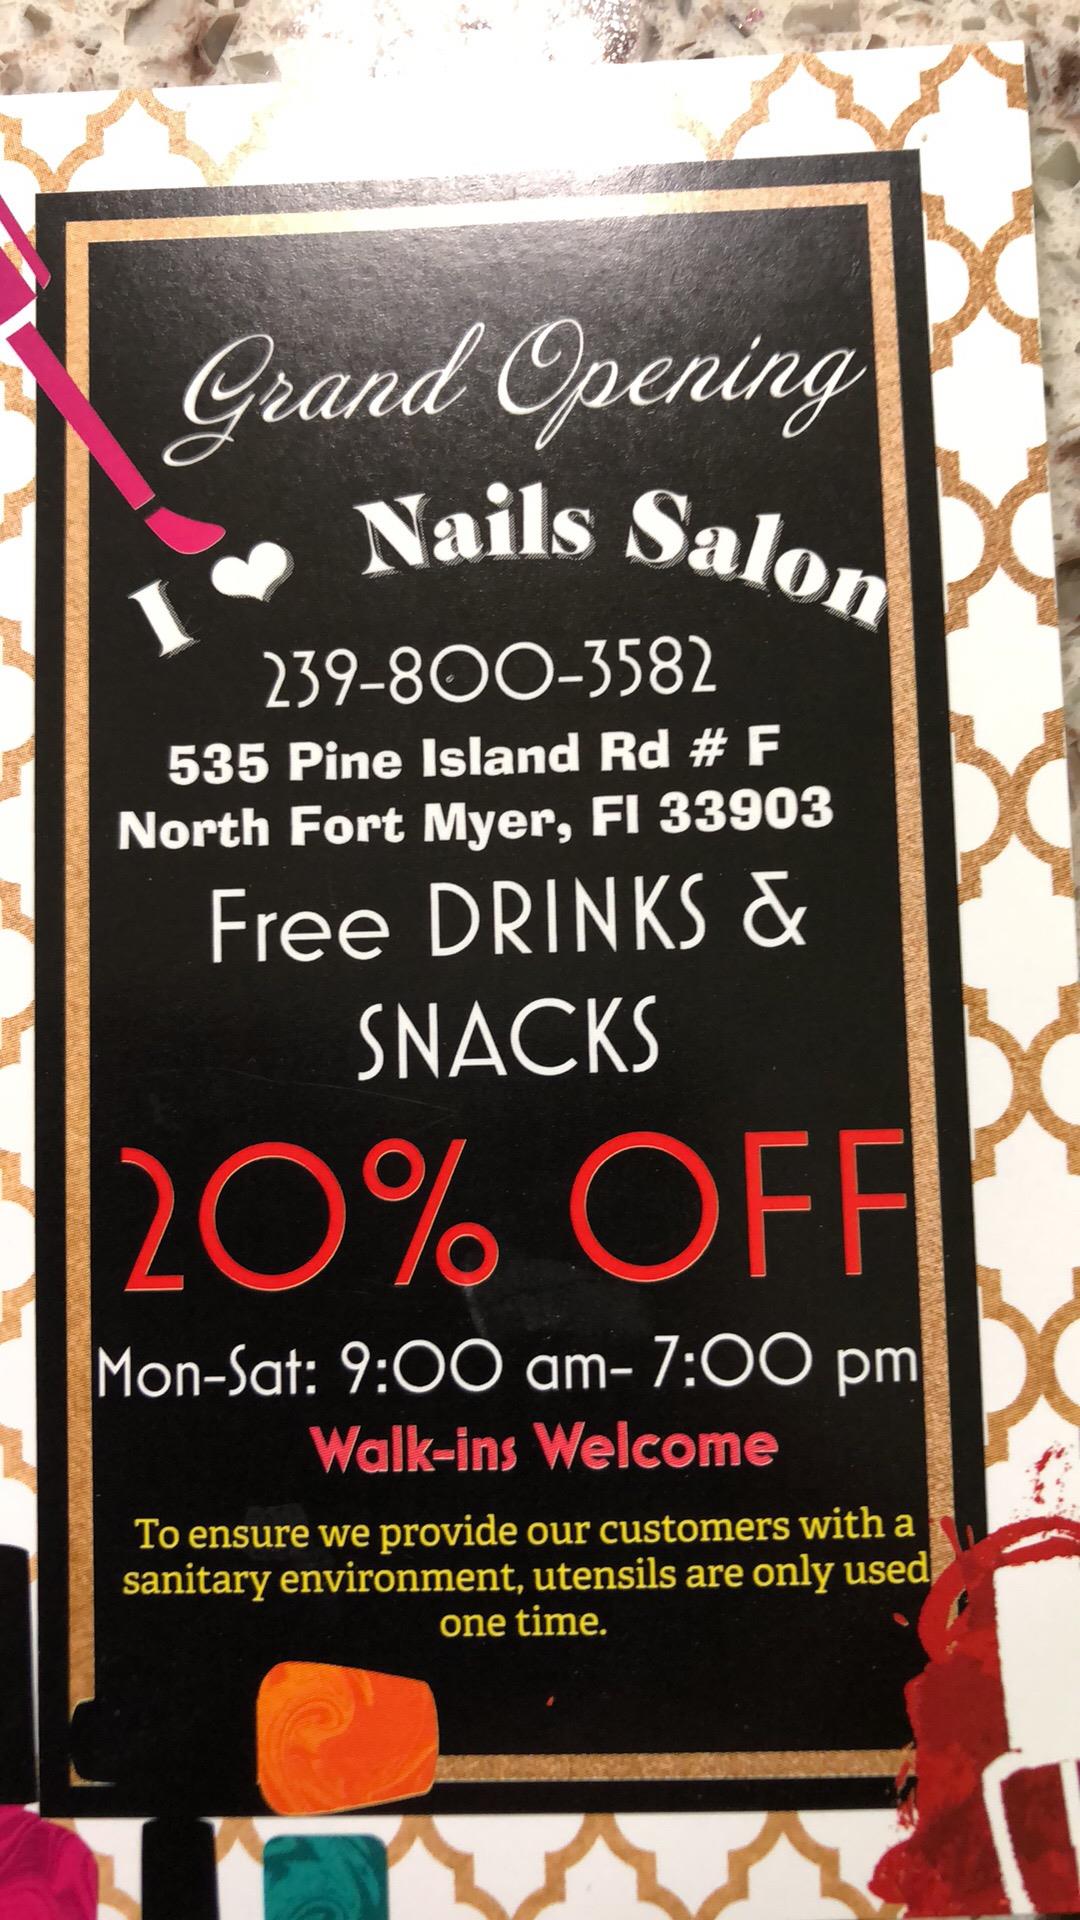 Grand Opening
I ♥ Nails Salon
239-800-3582
535 Pine Island Rd # F
North Fort Myer, Fl 33903
Free DRINKS &
SNACKS
20% OFF
Mon-Sat: 9:00 am- 7:00 pm
Walk-ins Welcome
To ensure we provide our customers with a
sanitary environment, utensils are only used
one time.